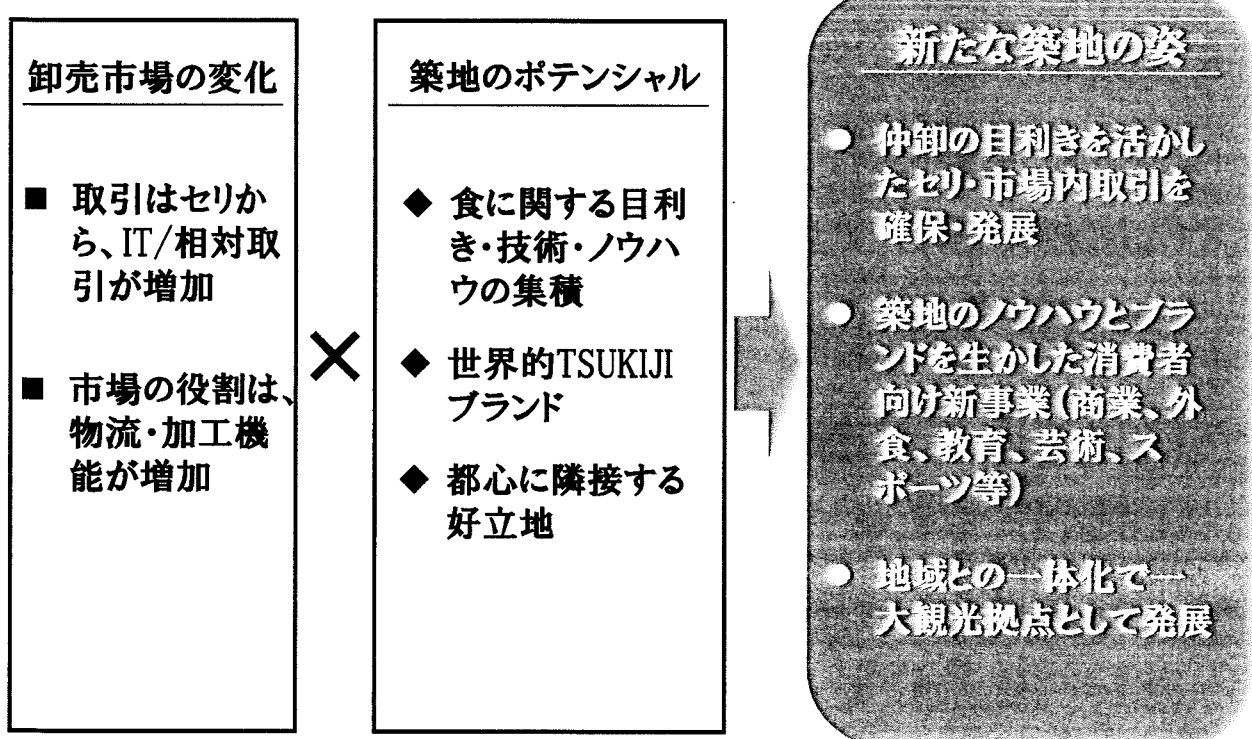 卸売市場の変化
■ 取引はセリか
ら、IT/相対取
引が増加
■ 市場の役割は、
物流・加工機
能が増加
×
築地のポテンシャル
◆ 食に関する目利
き・技術・ノウハ
ウの集積
◆ 世界的TSUKIJI
ブランド
◆ 都心に隣接する
好立地
新たな築地の姿
● 仲卸の目利きを活かし
たセリ・市場内取引を
確保・発展
● 築地のノウハウとブラ
ンドを生かした消費者
向け新事業(商業、外
食、教育、芸術、ス
ポーツ等)
● 地域との一体化で一
大観光拠点として発展